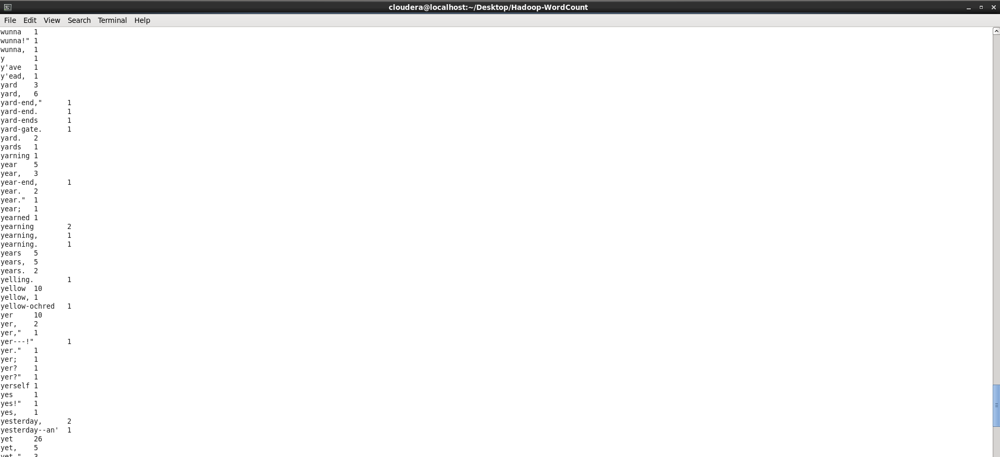 cloudera@localhost:~/Desktop/Hadoop-WordCount
File Edit View Search Terminal Help
wunna 1
wunna!" 1
wunna, 1
y 1
y'ave 1
y'ead, 1
yard 3
yard, 6
yard-end," 1
yard-end. 1
yard-ends 1
yard-gate. 1
yard. 2
yards 1
yarning 1
year 5
year, 3
year-end, 1
year. 2
year." 1
year; 1
yearned 1
yearning 2
yearning, 1
yearning. 1
years 5
years, 5
years. 2
yelling. 1
yellow 10
yellow, 1
yellow-ochred 1
yer 10
yer, 2
yer," 1
yer---!" 1
yer." 1
yer; 1
yer? 1
yer?" 1
yerself 1
yes 1
yes!" 1
yes, 1
yesterday, 2
yesterday--an' 1
yet 26
yet, 5